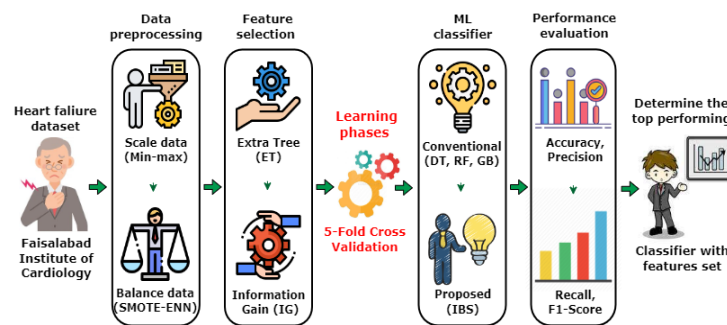 Data
preprocessing
Feature
selection
ML
classifier
Performance
evaluation
Heart faliure
dataset
Faisalabad
Institute of
Cardiology
Scale data
(Min-max)
Balance data
(SMOTE-ENN)
Extra Tree
(ET)
Information
Gain (IG)
Learning
phases
5-Fold Cross
Validation
Conventional
(DT, RF, GB)
Proposed
(IBS)
Accuracy,
Precision
Recall,
F1-Score
Determine the
top performing
Classifier with
features set